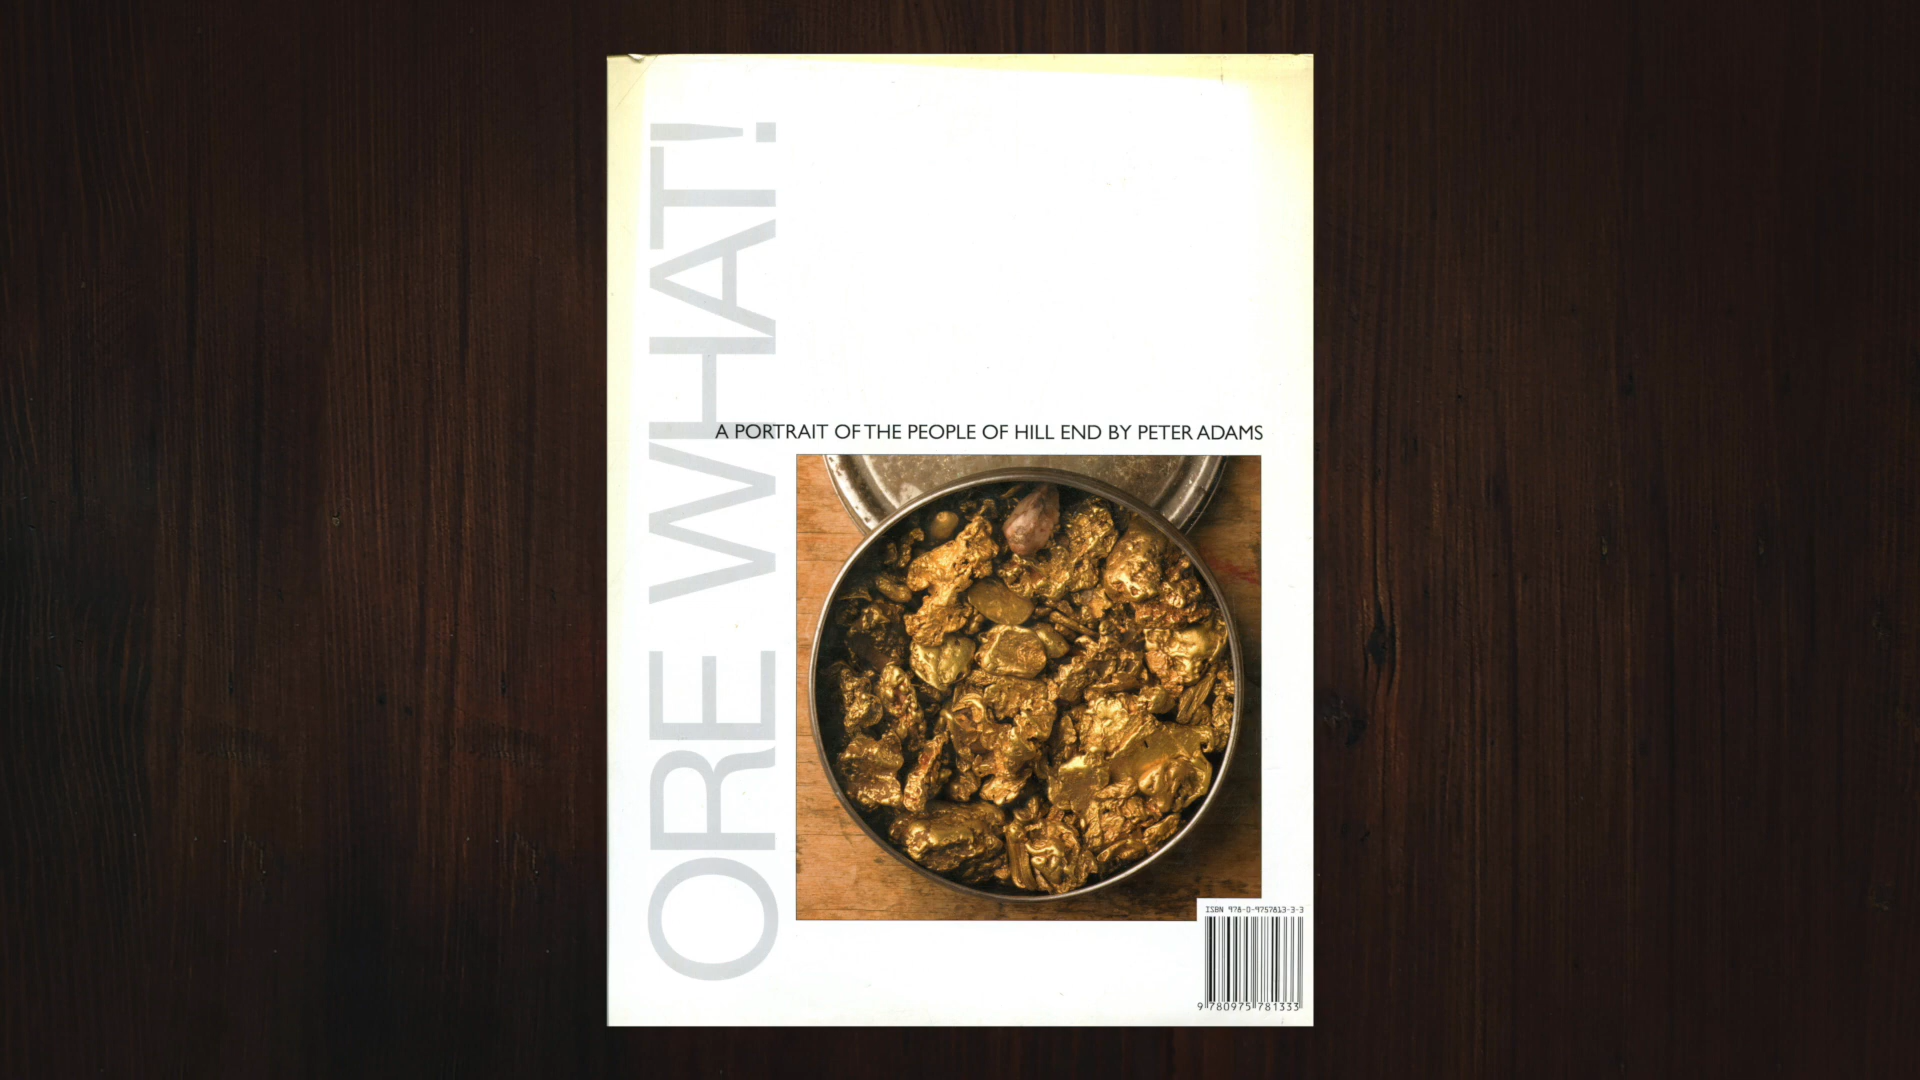 ORE WHAT!
A PORTRAIT OF THE PEOPLE OF HILL END BY PETER ADAMS
ISBN 978-0-9757813-3-3
9 780975 781333